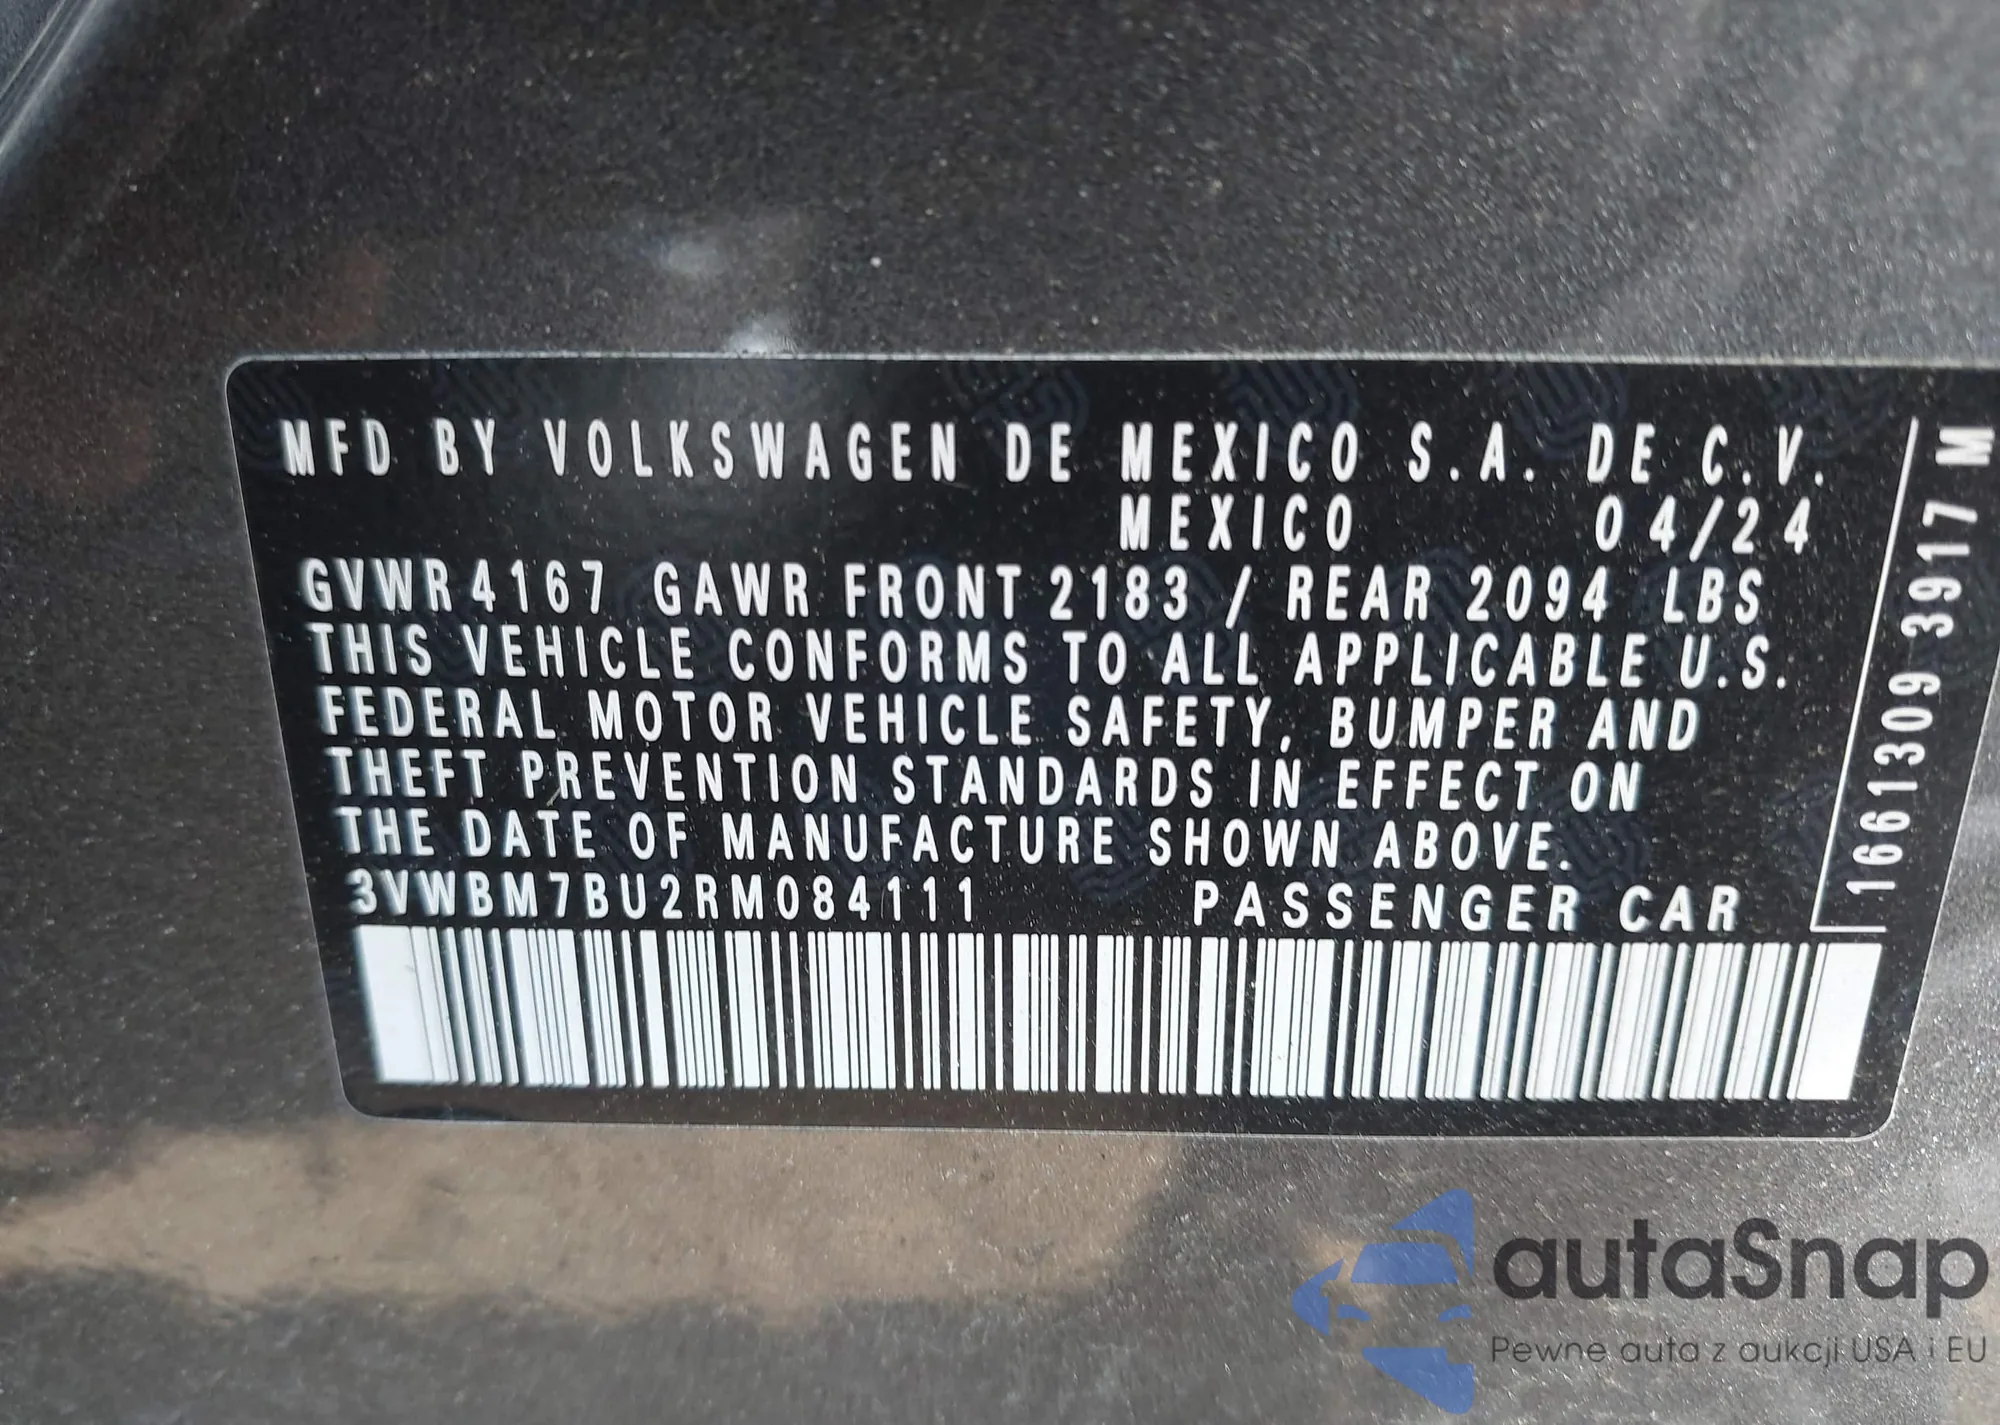 MFD BY VOLKSWAGEN DE MEXICO S.A. DE C.V.
MEXICO 04/24
GVWR 4167 GAWR FRONT 2183 / REAR 2094 LBS
THIS VEHICLE CONFORMS TO ALL APPLICABLE U.S.
FEDERAL MOTOR VEHICLE SAFETY, BUMPER AND
THEFT PREVENTION STANDARDS IN EFFECT ON
THE DATE OF MANUFACTURE SHOWN ABOVE.
3VWBM7BU2RM084111 PASSENGER CAR
1661309 3917 M
autaSnap
Pewne auta z aukcji USA i EU